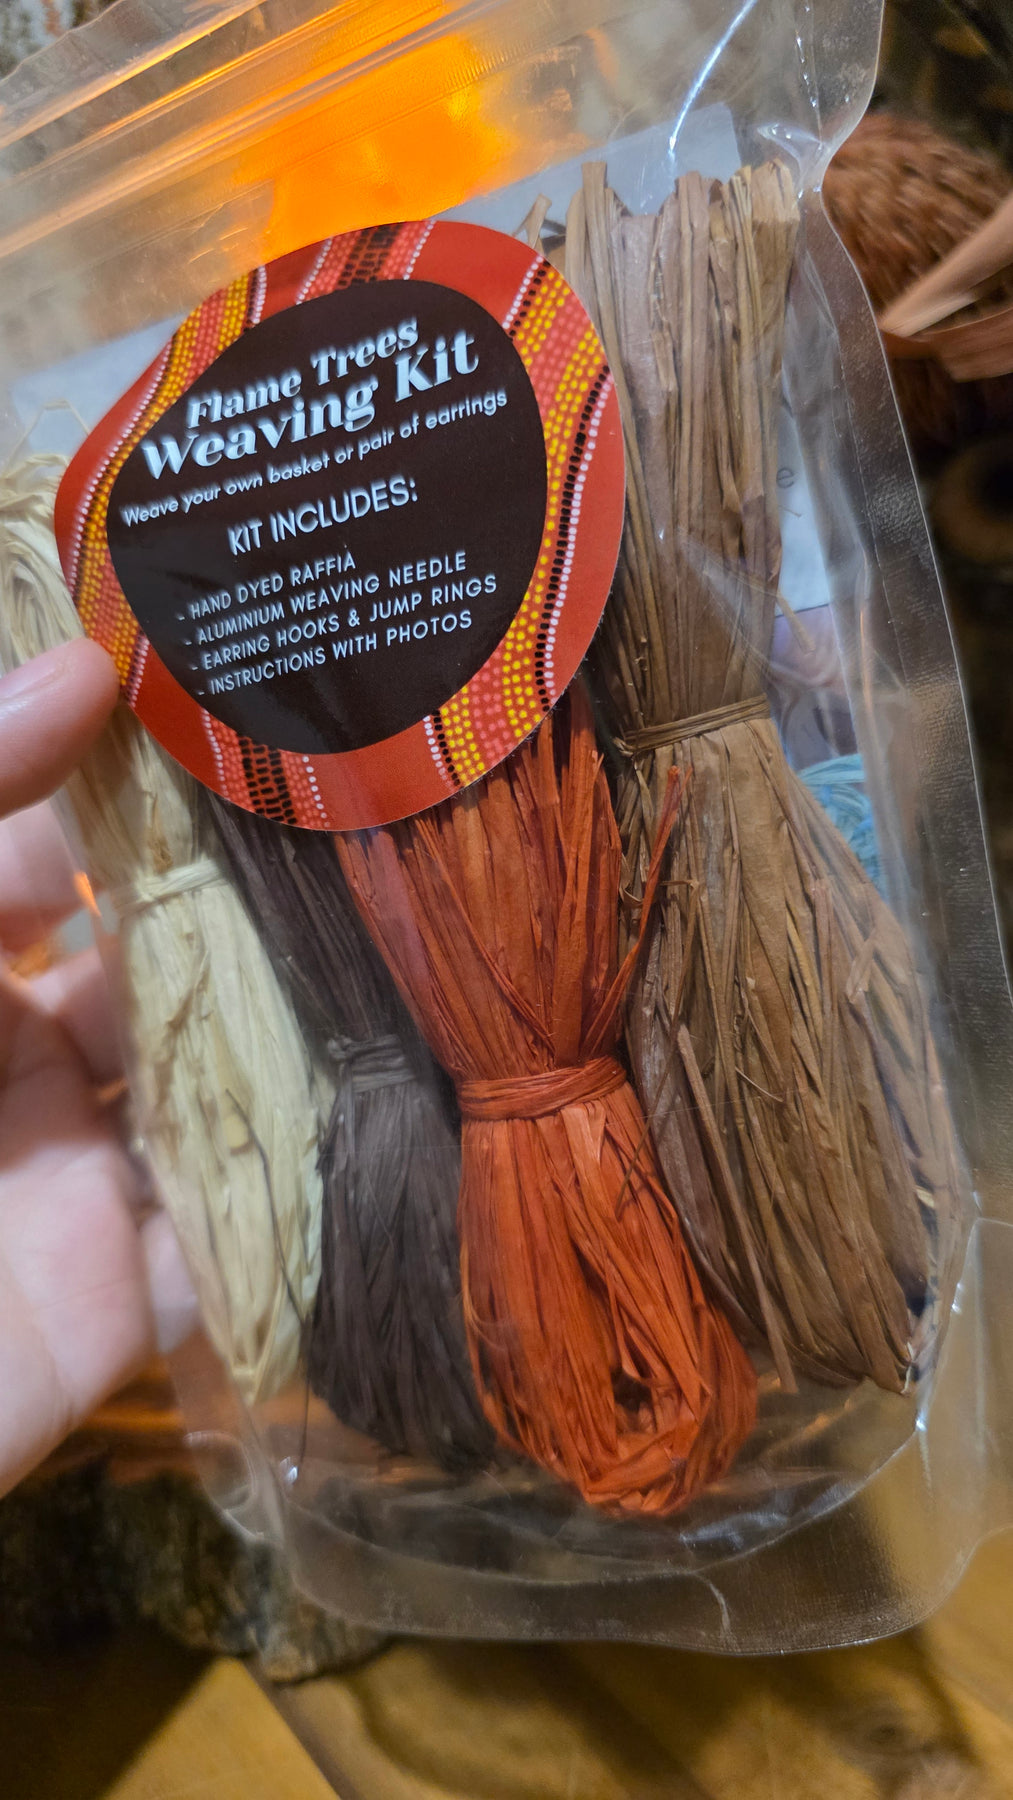 Flame Trees
Weaving Kit
Weave your own basket or pair of earrings
KIT INCLUDES:
- HAND DYED RAFFIA
- ALUMINIUM WEAVING NEEDLE
- EARRING HOOKS & JUMP RINGS
- INSTRUCTIONS WITH PHOTOS